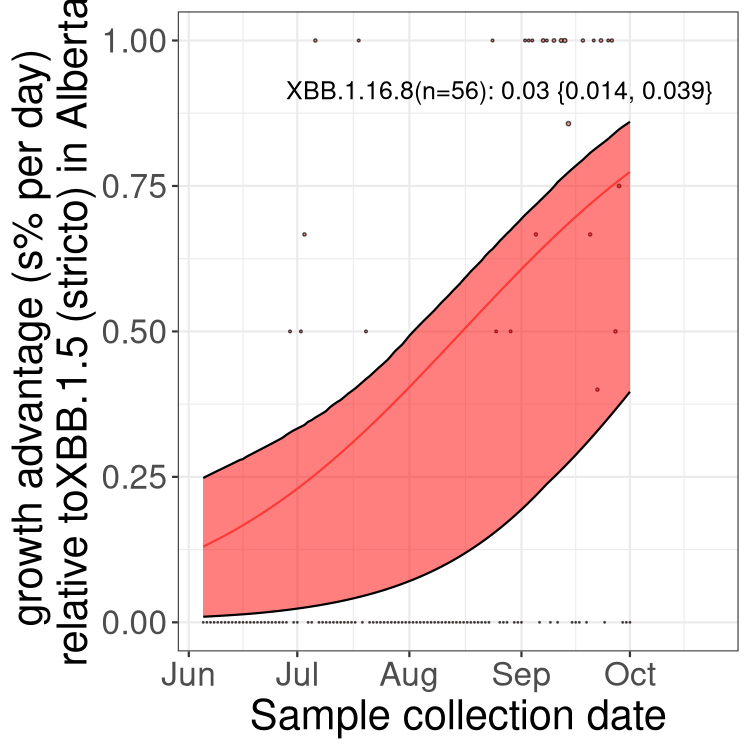 growth advantage (s% per day)
relative toXBB.1.5 (stricto) in Alberta
1.00
0.75
0.50
0.25
0.00
XBB.1.16.8(n=56): 0.03 {0.014, 0.039}
Jun Jul Aug Sep Oct
Sample collection date